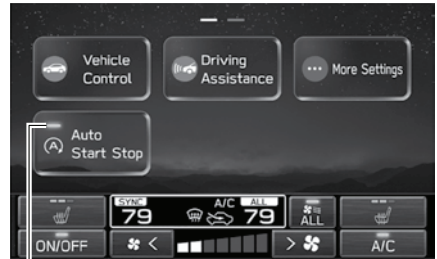 Vehicle
Control
Driving
Assistance
More Settings
A
Auto
Start Stop
SYNC
A/C
ALL
79
79
ALL
ON/OFF
<
>
A/C